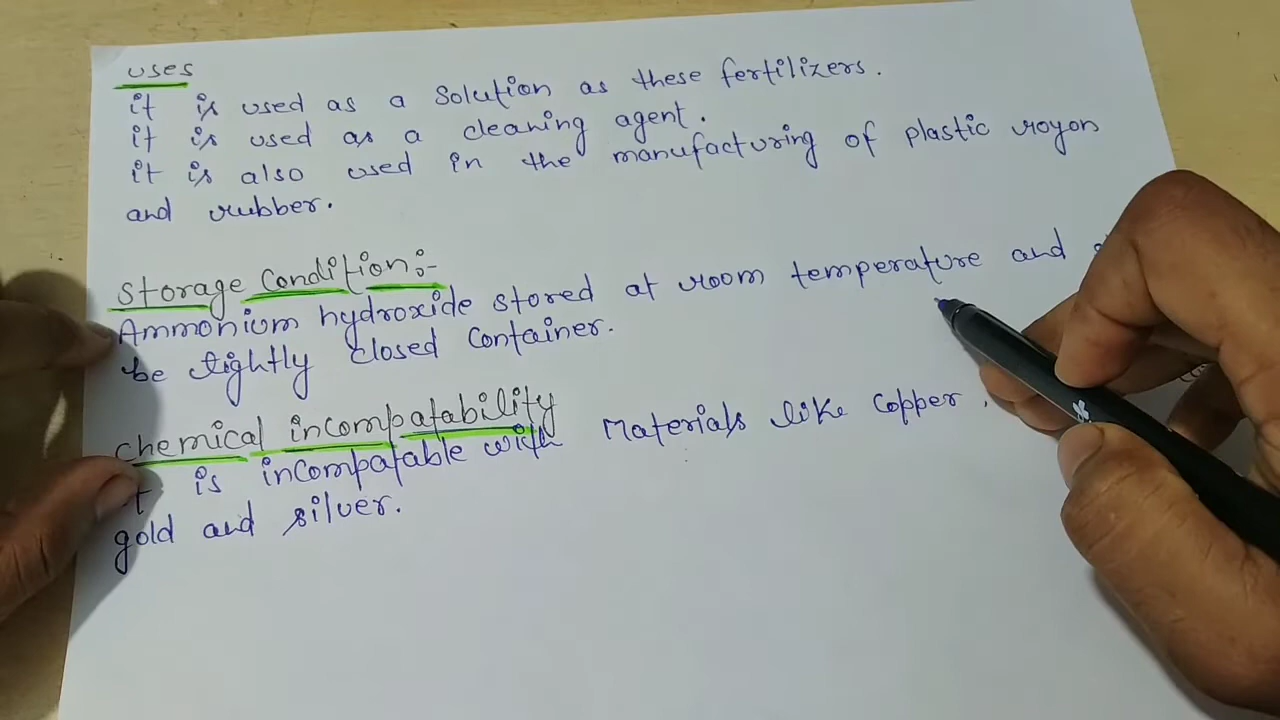 uses
it is used as a solution as these fertilizers.
it is used as a cleaning agent.
it is also used in the manufacturing of plastic royon
and rubber.
Storage Condition:-
Ammonium hydroxide stored at room temperature and
be tightly closed container.
chemical incompatability
it is incompatable with materials like copper.
gold and silver.